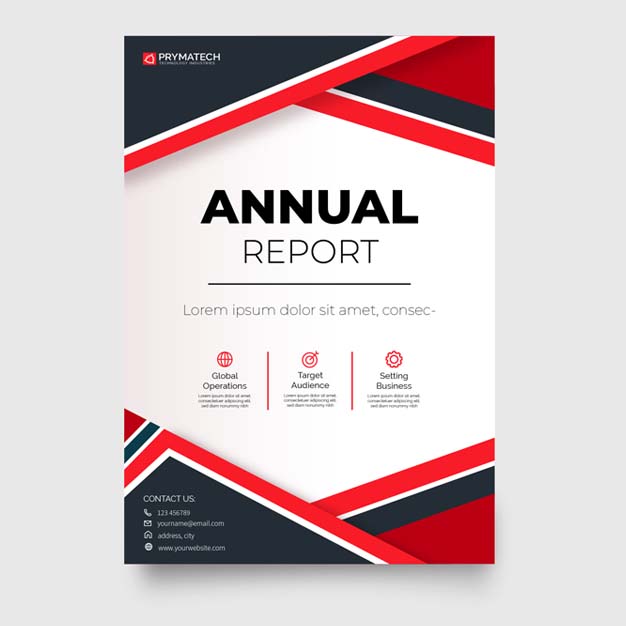 PRYMATECH
TECHNOLOGY INDUSTRIES
ANNUAL
REPORT
Lorem ipsum dolor sit amet, consec-
Global
Operations
Lorem ipsum dolor sit amet,
consectetur adipiscing elit,
sed diam nonummy nibh
Target
Audience
Lorem ipsum dolor sit amet,
consectetur adipiscing elit,
sed diam nonummy nibh
Setting
Business
Lorem ipsum dolor sit amet,
consectetur adipiscing elit,
sed diam nonummy nibh
CONTACT US:
123 456789
yourname@email.com
address, city
www.yourwebsite.com